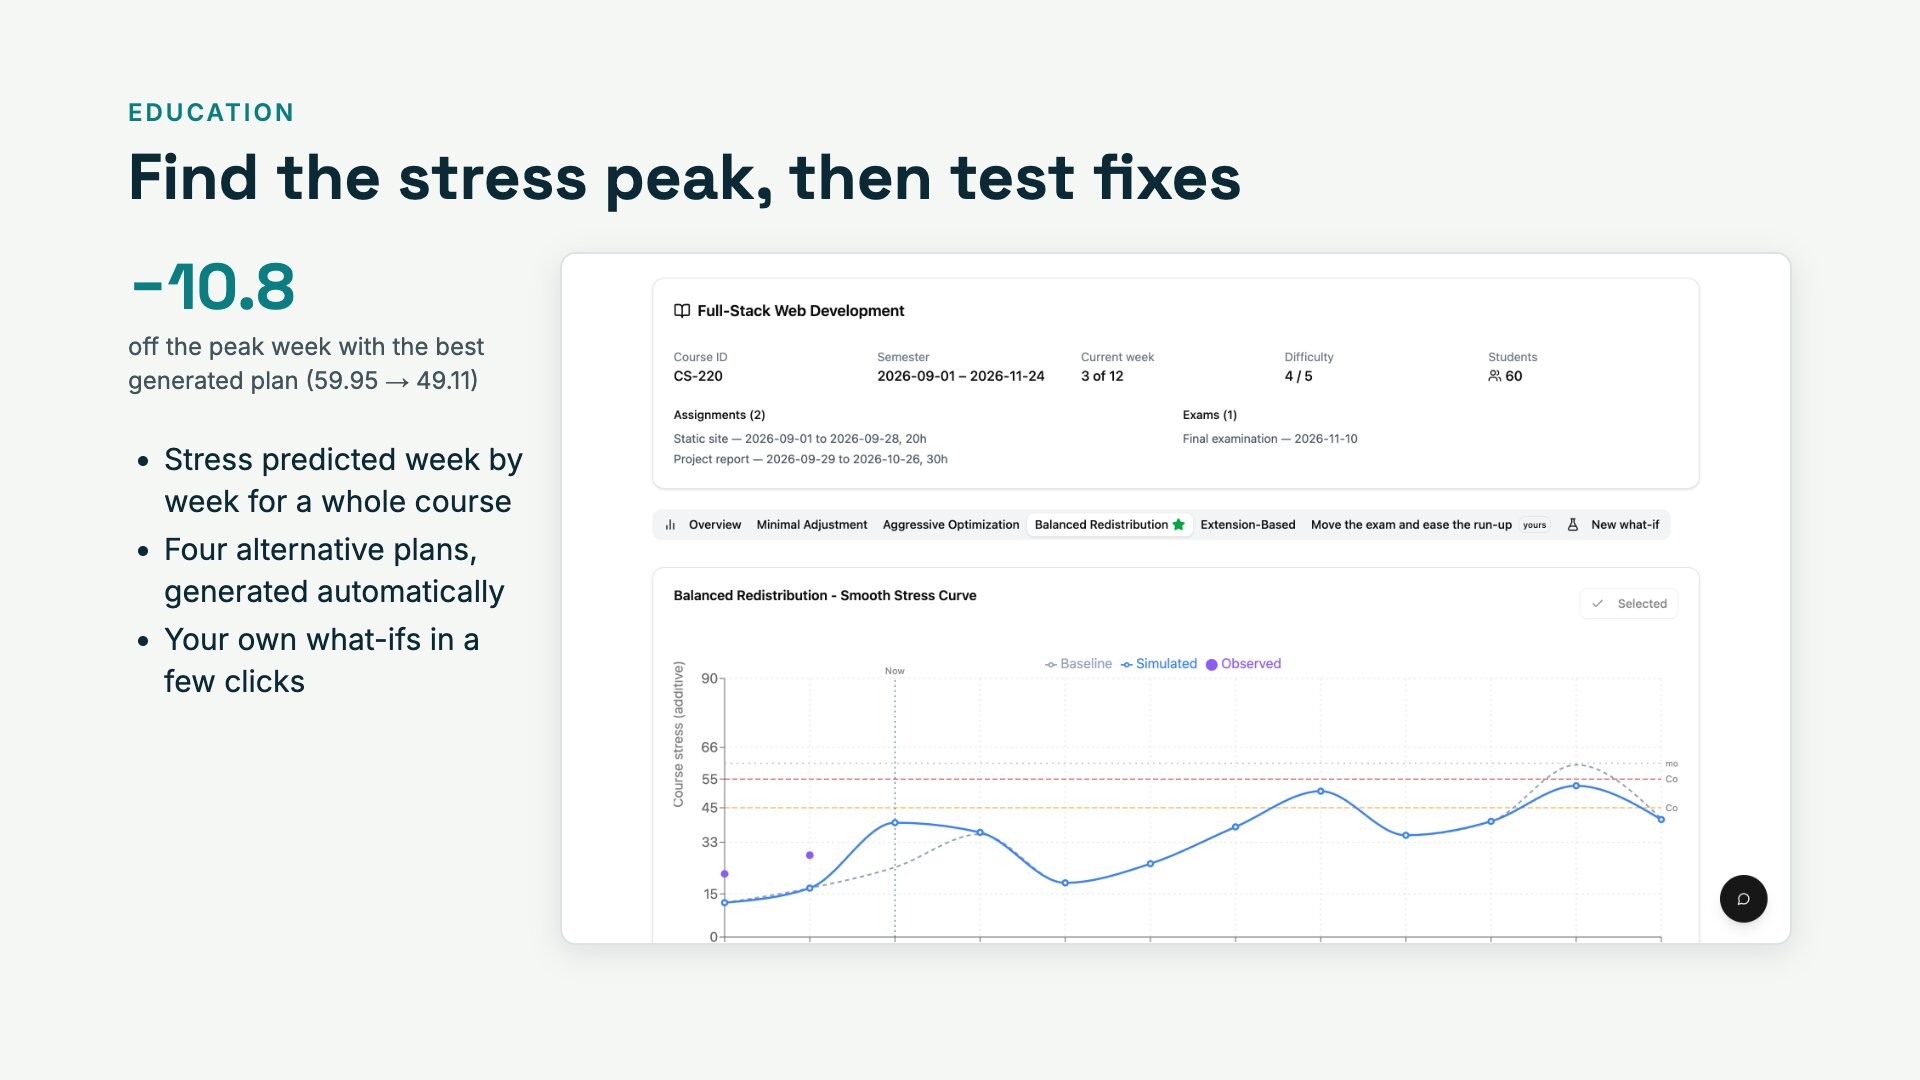 EDUCATION
Find the stress peak, then test fixes
−10.8
off the peak week with the best
generated plan (59.95 → 49.11)
• Stress predicted week by
week for a whole course
• Four alternative plans,
generated automatically
• Your own what-ifs in a
few clicks
Full-Stack Web Development
Course ID
CS-220
Semester
2026-09-01 – 2026-11-24
Current week
3 of 12
Difficulty
4 / 5
Students
60
Assignments (2)
Static site — 2026-09-01 to 2026-09-28, 20h
Project report — 2026-09-29 to 2026-10-26, 30h
Exams (1)
Final examination — 2026-11-10
Overview Minimal Adjustment Aggressive Optimization Balanced Redistribution Extension-Based Move the exam and ease the run-up yours New what-if
Balanced Redistribution - Smooth Stress Curve
Selected
Baseline Simulated Observed
Now
Course stress (additive)
90
66
55
45
33
15
0
mo
Co
Co